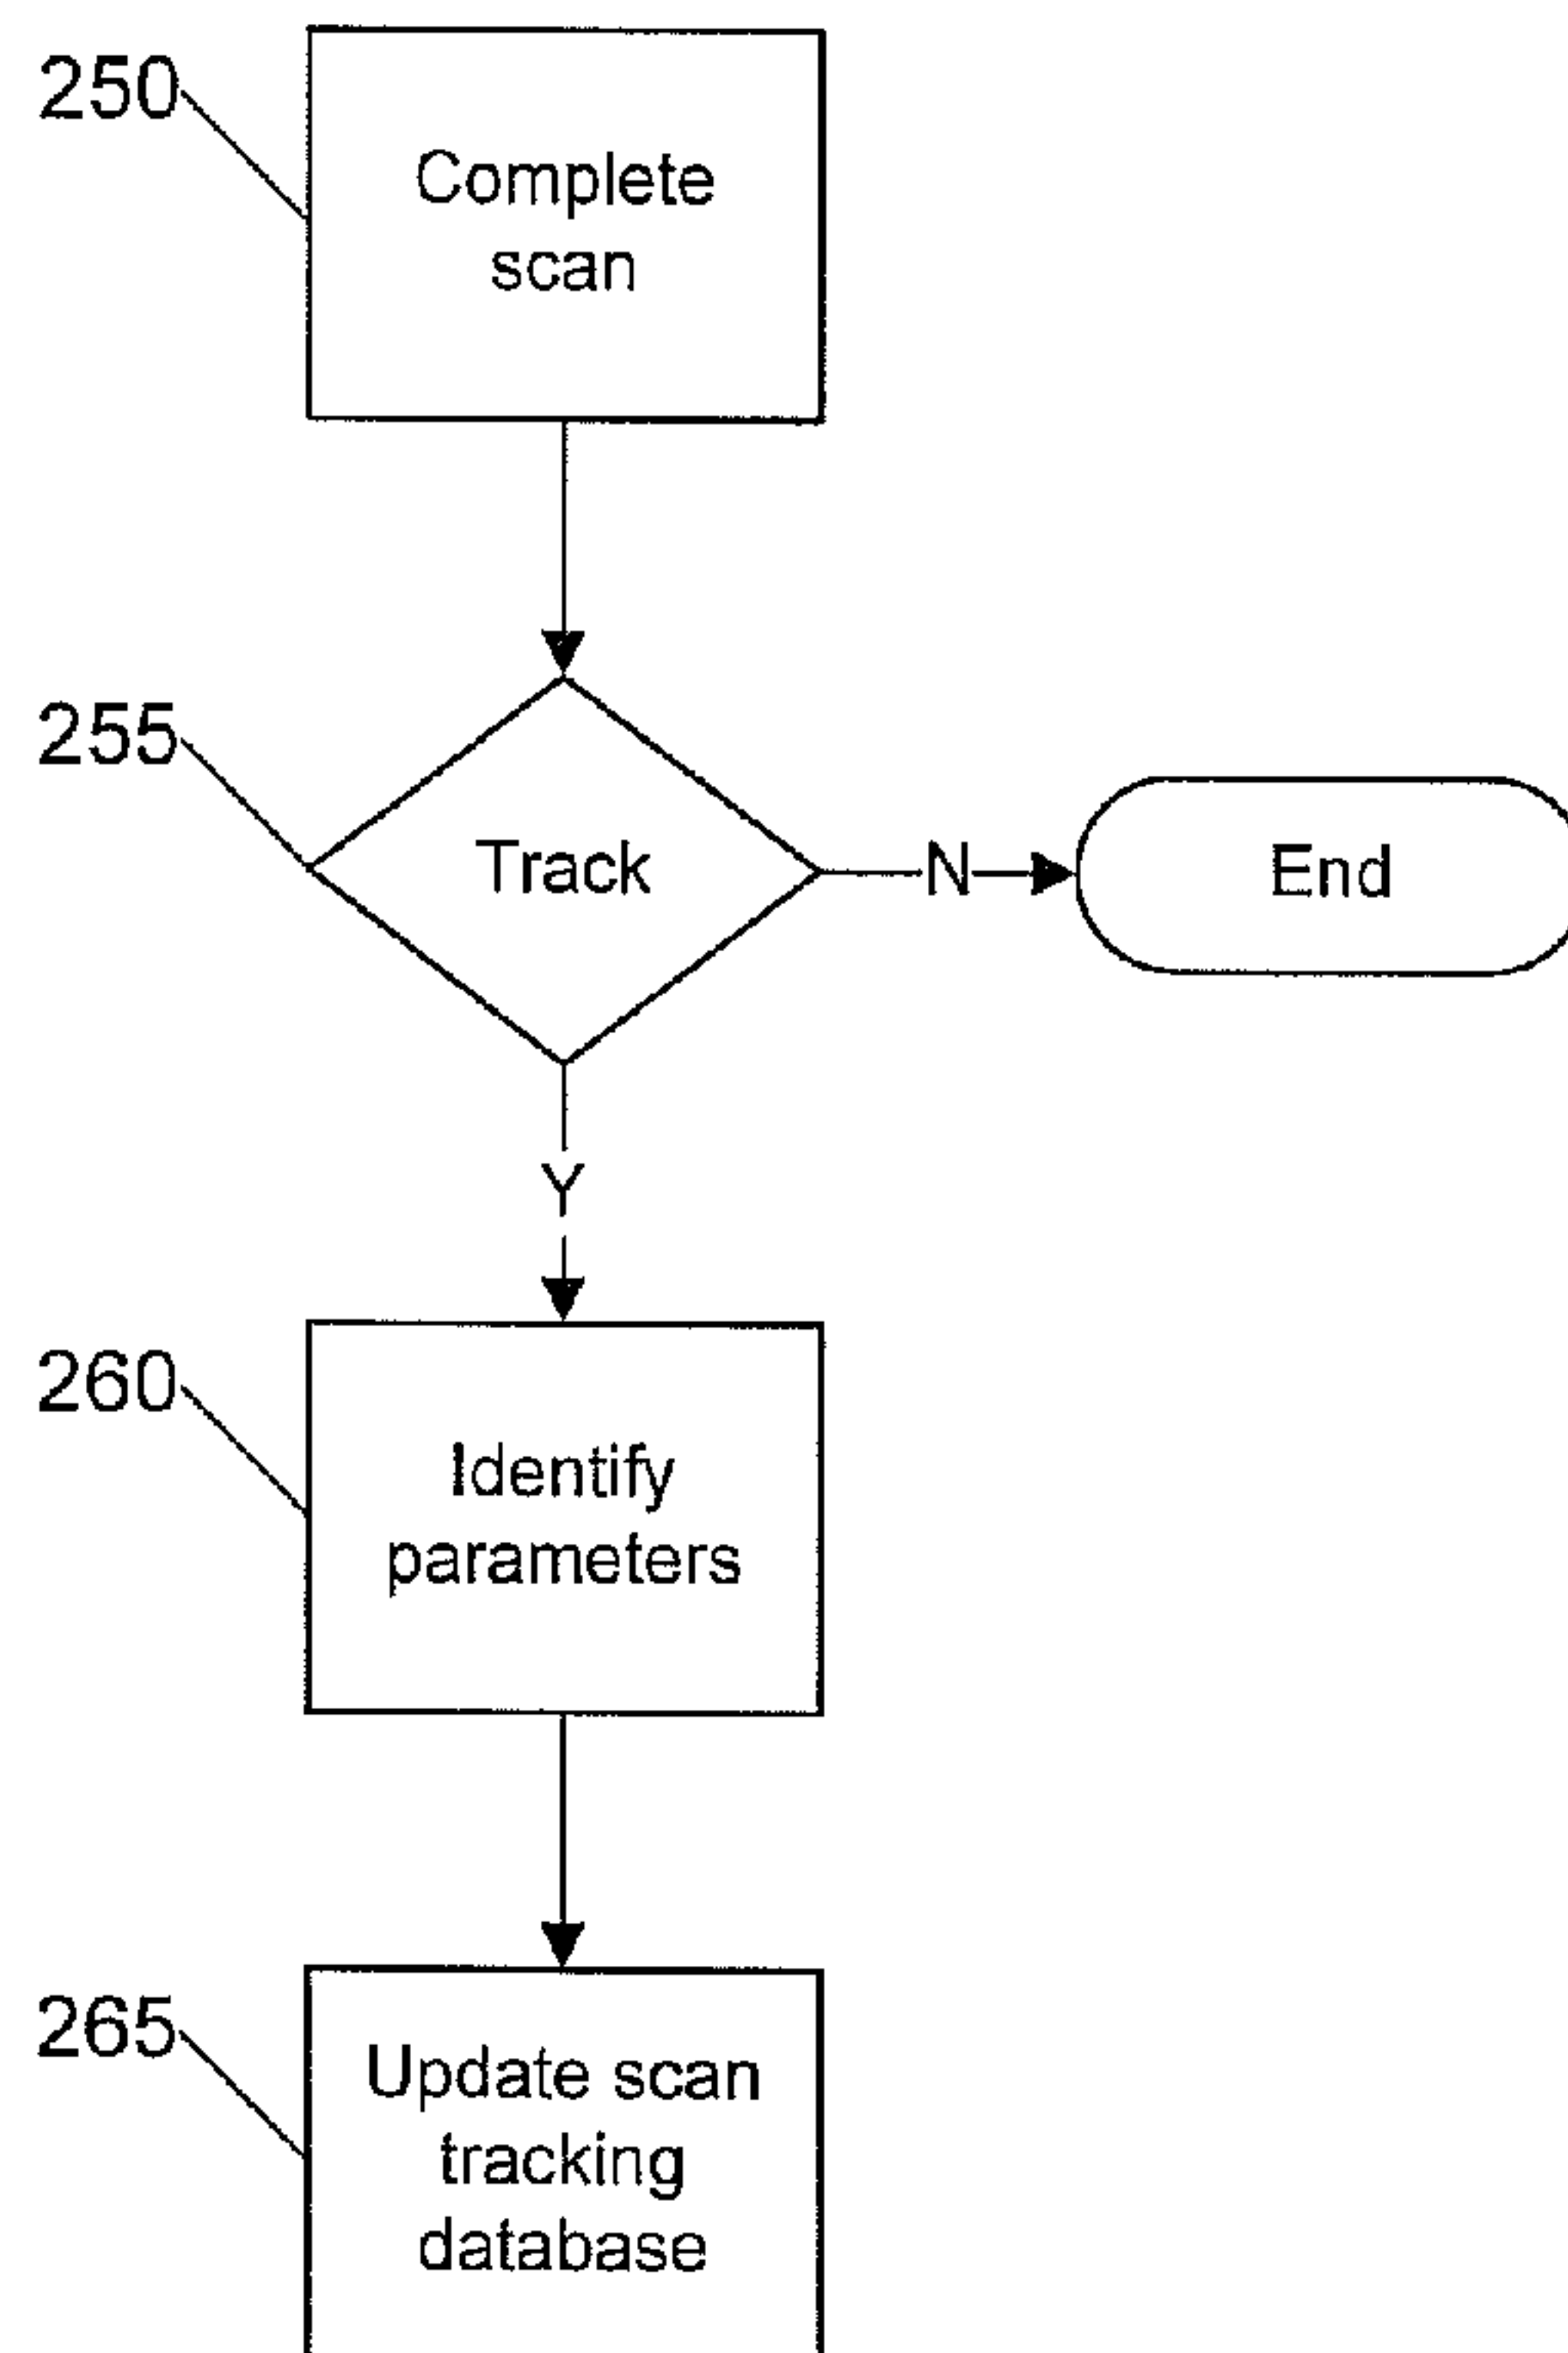 250
Complete
scan
255
Track
N
End
Y
260
Identify
parameters
265
Update scan
tracking
database